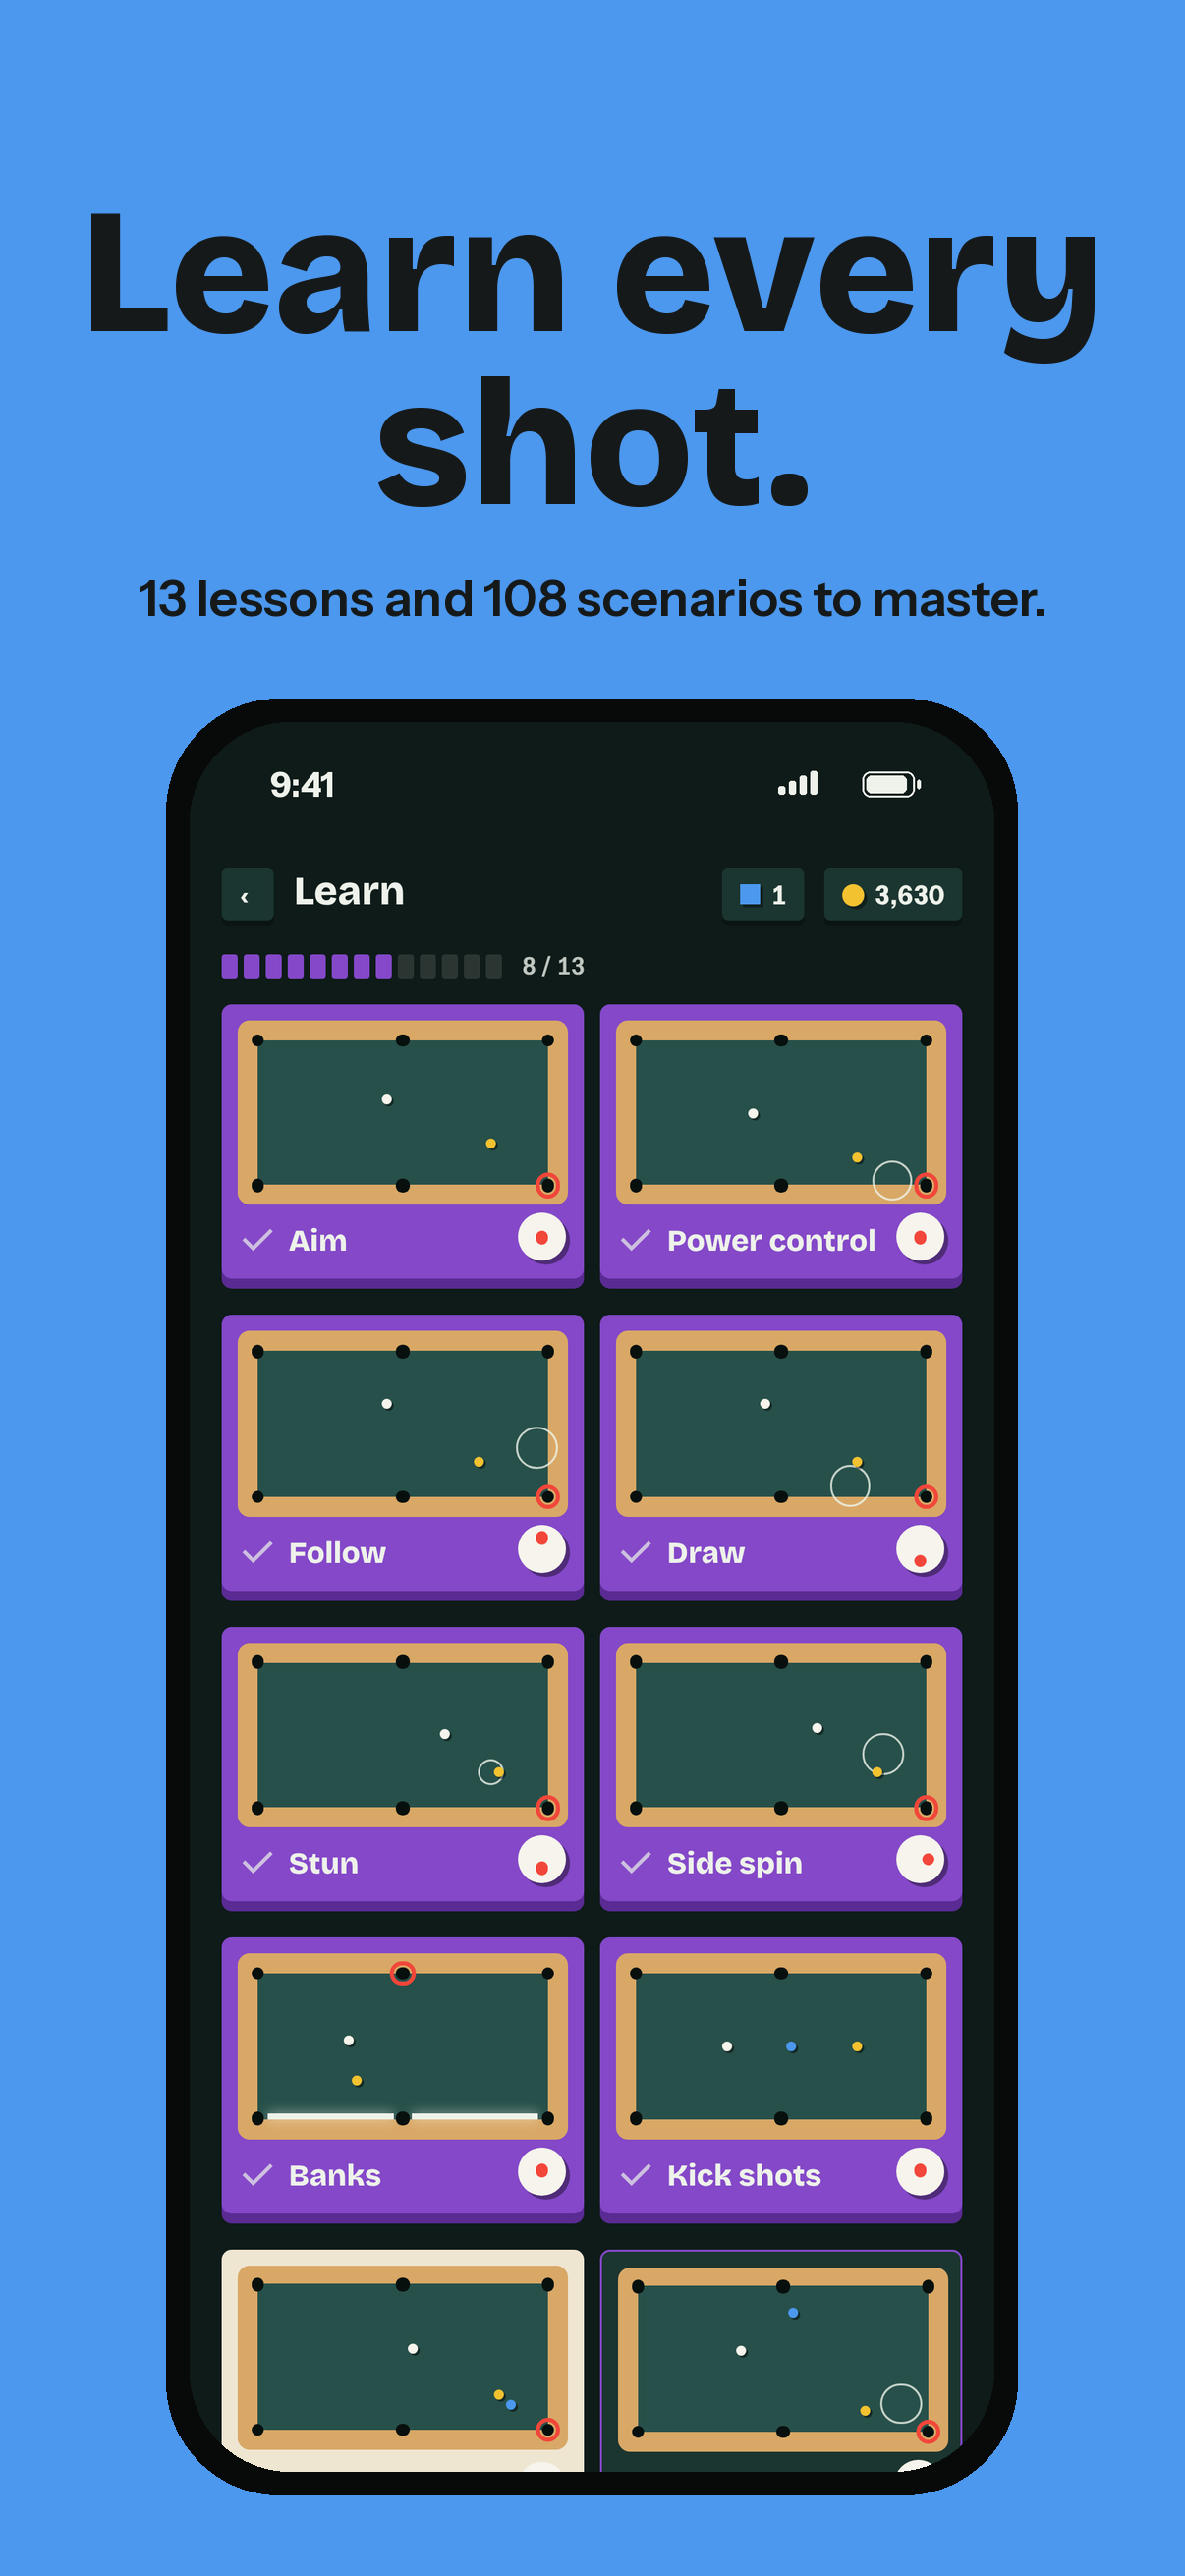 Learn every
shot.
13 lessons and 108 scenarios to master.
9:41
‹ Learn 1 3,630
8 / 13
Aim Power control
Follow Draw
Stun Side spin
Banks Kick shots